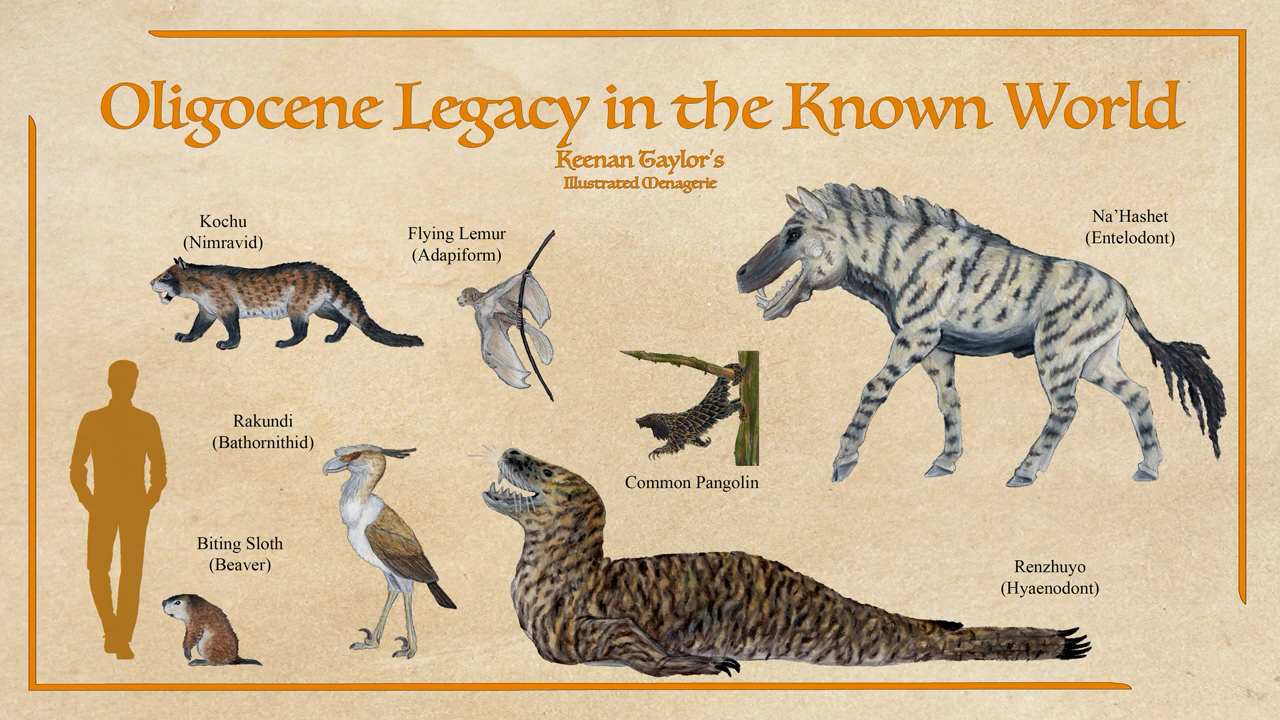 Oligocene Legacy in the Known World
Keenan Taylor's
Illustrated Menagerie
Kochu
(Nimravid)
Flying Lemur
(Adapiform)
Na'Hashet
(Entelodont)
Rakundi
(Bathornithid)
Common Pangolin
Biting Sloth
(Beaver)
Renzhuyo
(Hyaenodont)